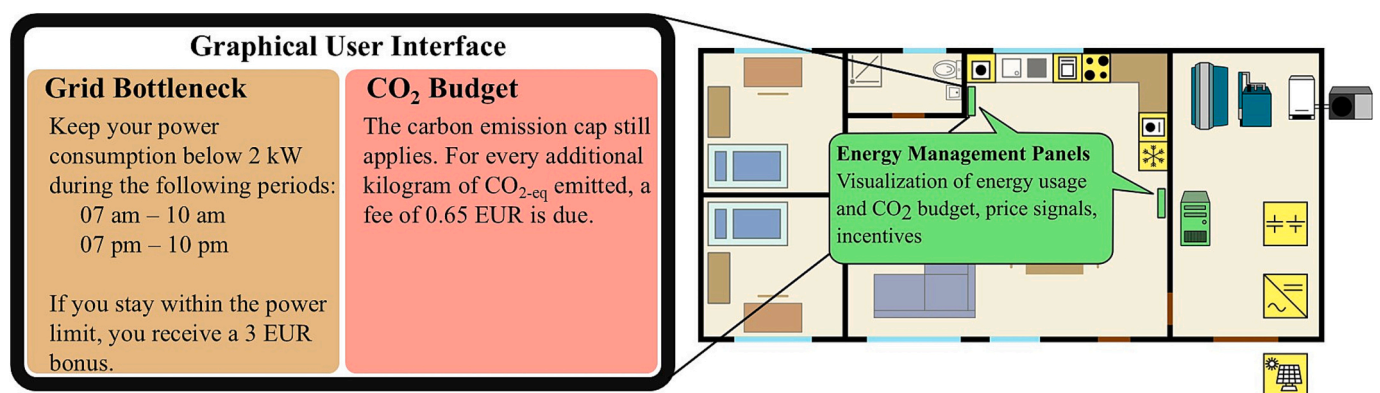 Graphical User Interface
Grid Bottleneck
Keep your power
consumption below 2 kW
during the following periods:
07 am – 10 am
07 pm – 10 pm
If you stay within the power
limit, you receive a 3 EUR
bonus.
CO₂ Budget
The carbon emission cap still
applies. For every additional
kilogram of CO₂₋eq emitted, a
fee of 0.65 EUR is due.
Energy Management Panels
Visualization of energy usage
and CO₂ budget, price signals,
incentives